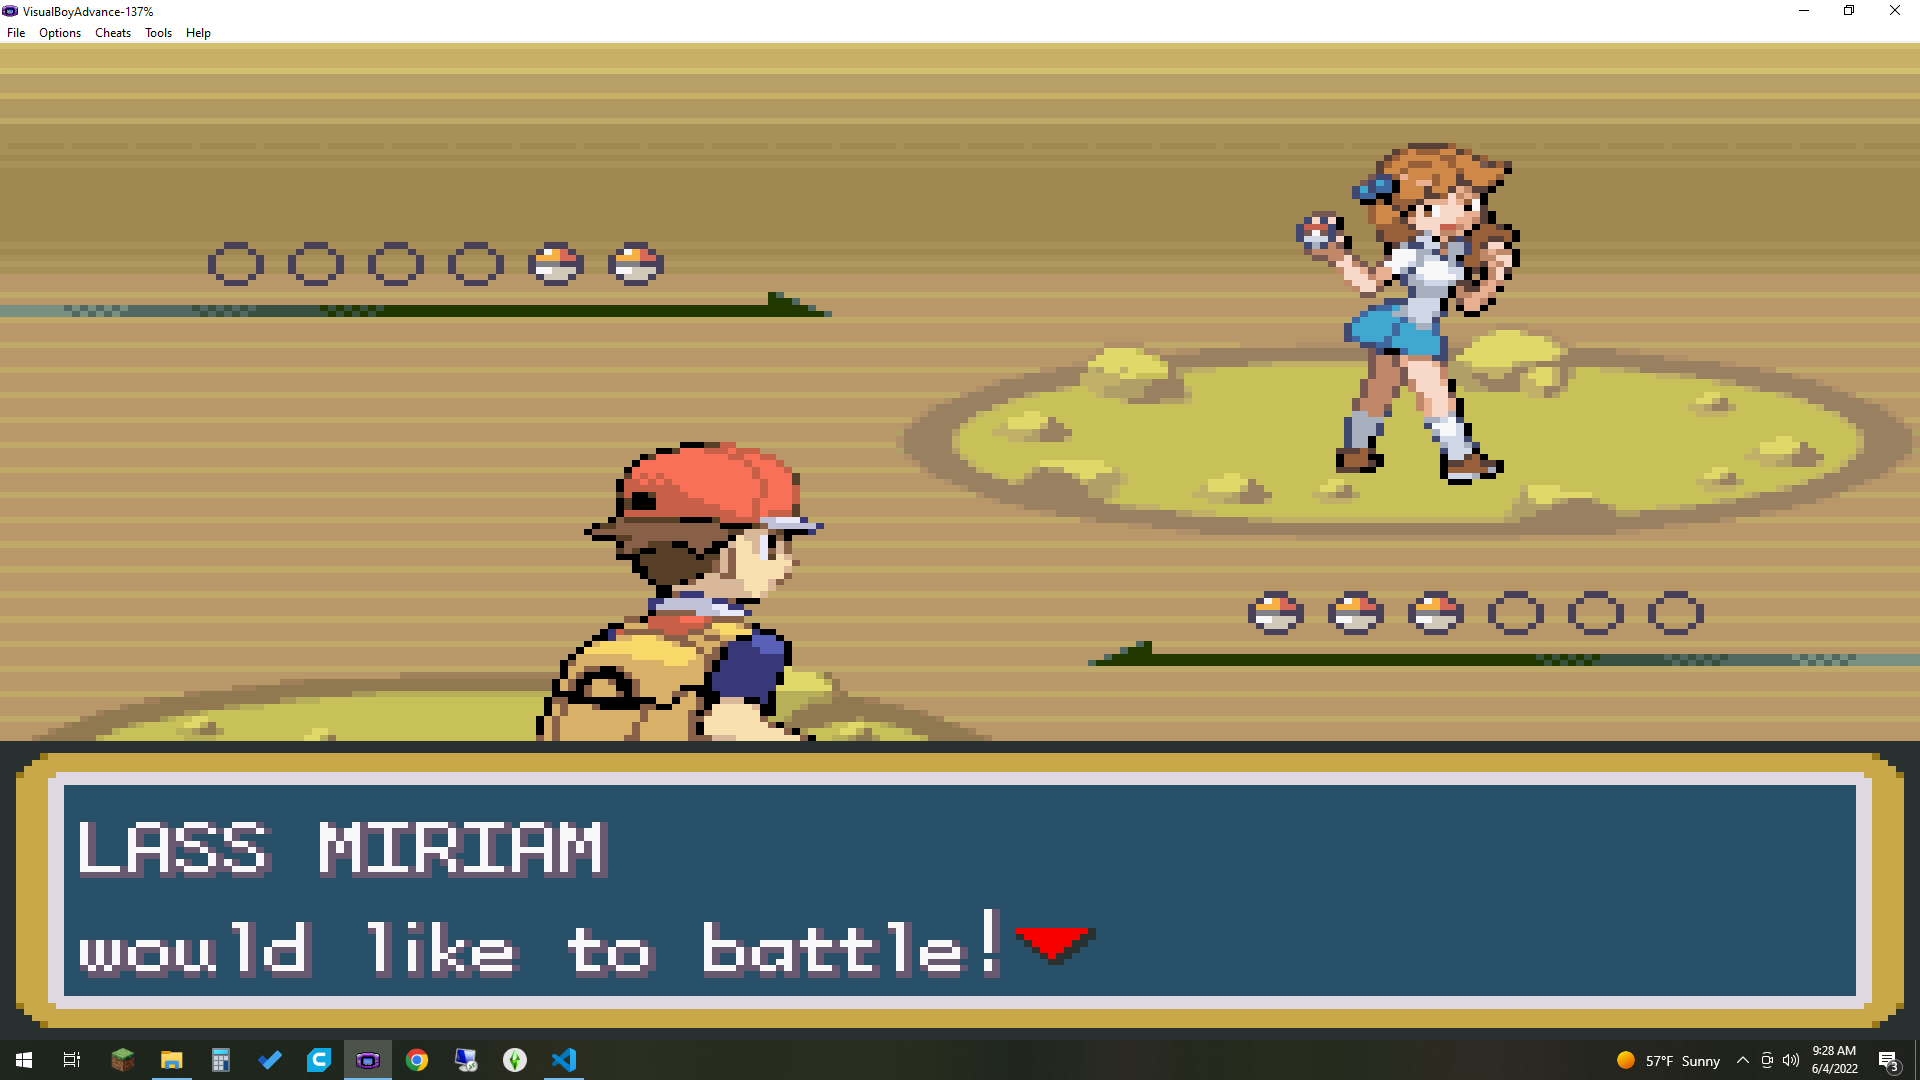 VisualBoyAdvance-137%
File Options Cheats Tools Help
LASS MIRIAM
would like to battle!
57°F Sunny
9:28 AM
6/4/2022
3